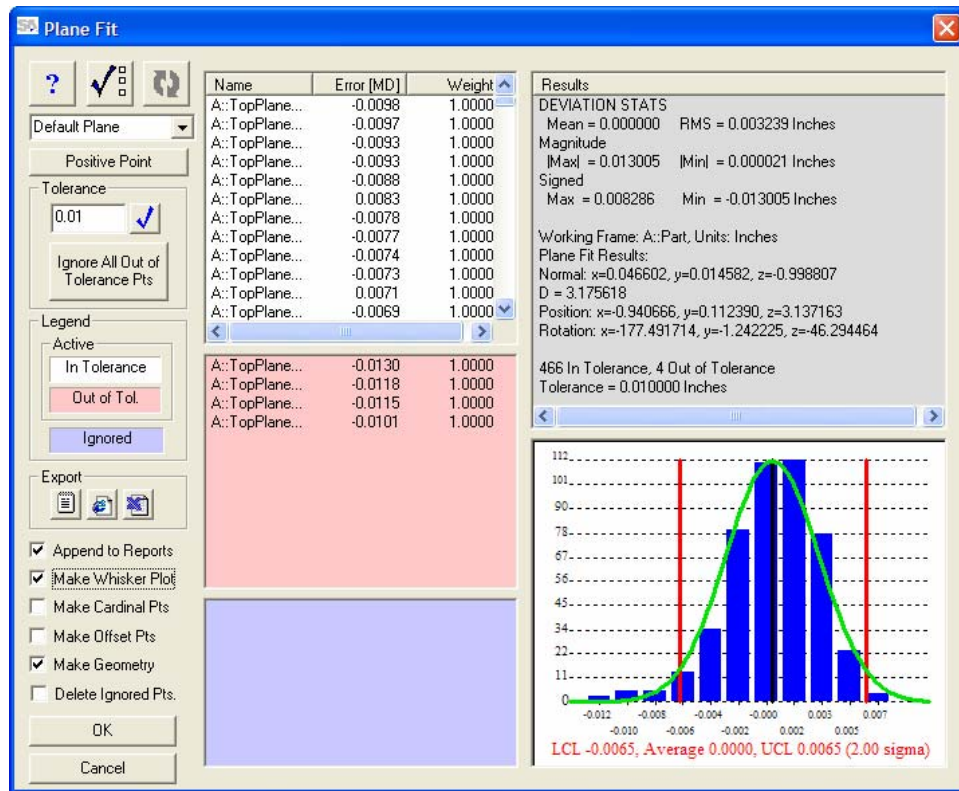 SA Plane Fit
?
Default Plane
Positive Point
Tolerance
0.01
Ignore All Out of
Tolerance Pts
Legend
Active
In Tolerance
Out of Tol.
Ignored
Export
Append to Reports
Make Whisker Plot
Make Cardinal Pts
Make Offset Pts
Make Geometry
Delete Ignored Pts.
OK
Cancel
Name Error [MD] Weight
A::TopPlane... -0.0098 1.0000
A::TopPlane... -0.0097 1.0000
A::TopPlane... -0.0093 1.0000
A::TopPlane... -0.0093 1.0000
A::TopPlane... -0.0088 1.0000
A::TopPlane... 0.0083 1.0000
A::TopPlane... -0.0078 1.0000
A::TopPlane... -0.0077 1.0000
A::TopPlane... -0.0074 1.0000
A::TopPlane... -0.0073 1.0000
A::TopPlane... 0.0071 1.0000
A::TopPlane... -0.0069 1.0000
A::TopPlane... -0.0130 1.0000
A::TopPlane... -0.0118 1.0000
A::TopPlane... -0.0115 1.0000
A::TopPlane... -0.0101 1.0000
Results
DEVIATION STATS
Mean = 0.000000 RMS = 0.003239 Inches
Magnitude
|Max| = 0.013005 |Min| = 0.000021 Inches
Signed
Max = 0.008286 Min = -0.013005 Inches
Working Frame: A::Part, Units: Inches
Plane Fit Results:
Normal: x=0.046602, y=0.014582, z=-0.998807
D = 3.175618
Position: x=-0.940666, y=0.112390, z=3.137163
Rotation: x=-177.491714, y=-1.242225, z=-46.294464
466 In Tolerance, 4 Out of Tolerance
Tolerance = 0.010000 Inches
112
101
90
78
67
56
45
34
22
11
0
-0.012 -0.008 -0.004 -0.000 0.003 0.007
-0.010 -0.006 -0.002 0.002 0.005
LCL -0.0065, Average 0.0000, UCL 0.0065 (2.00 sigma)